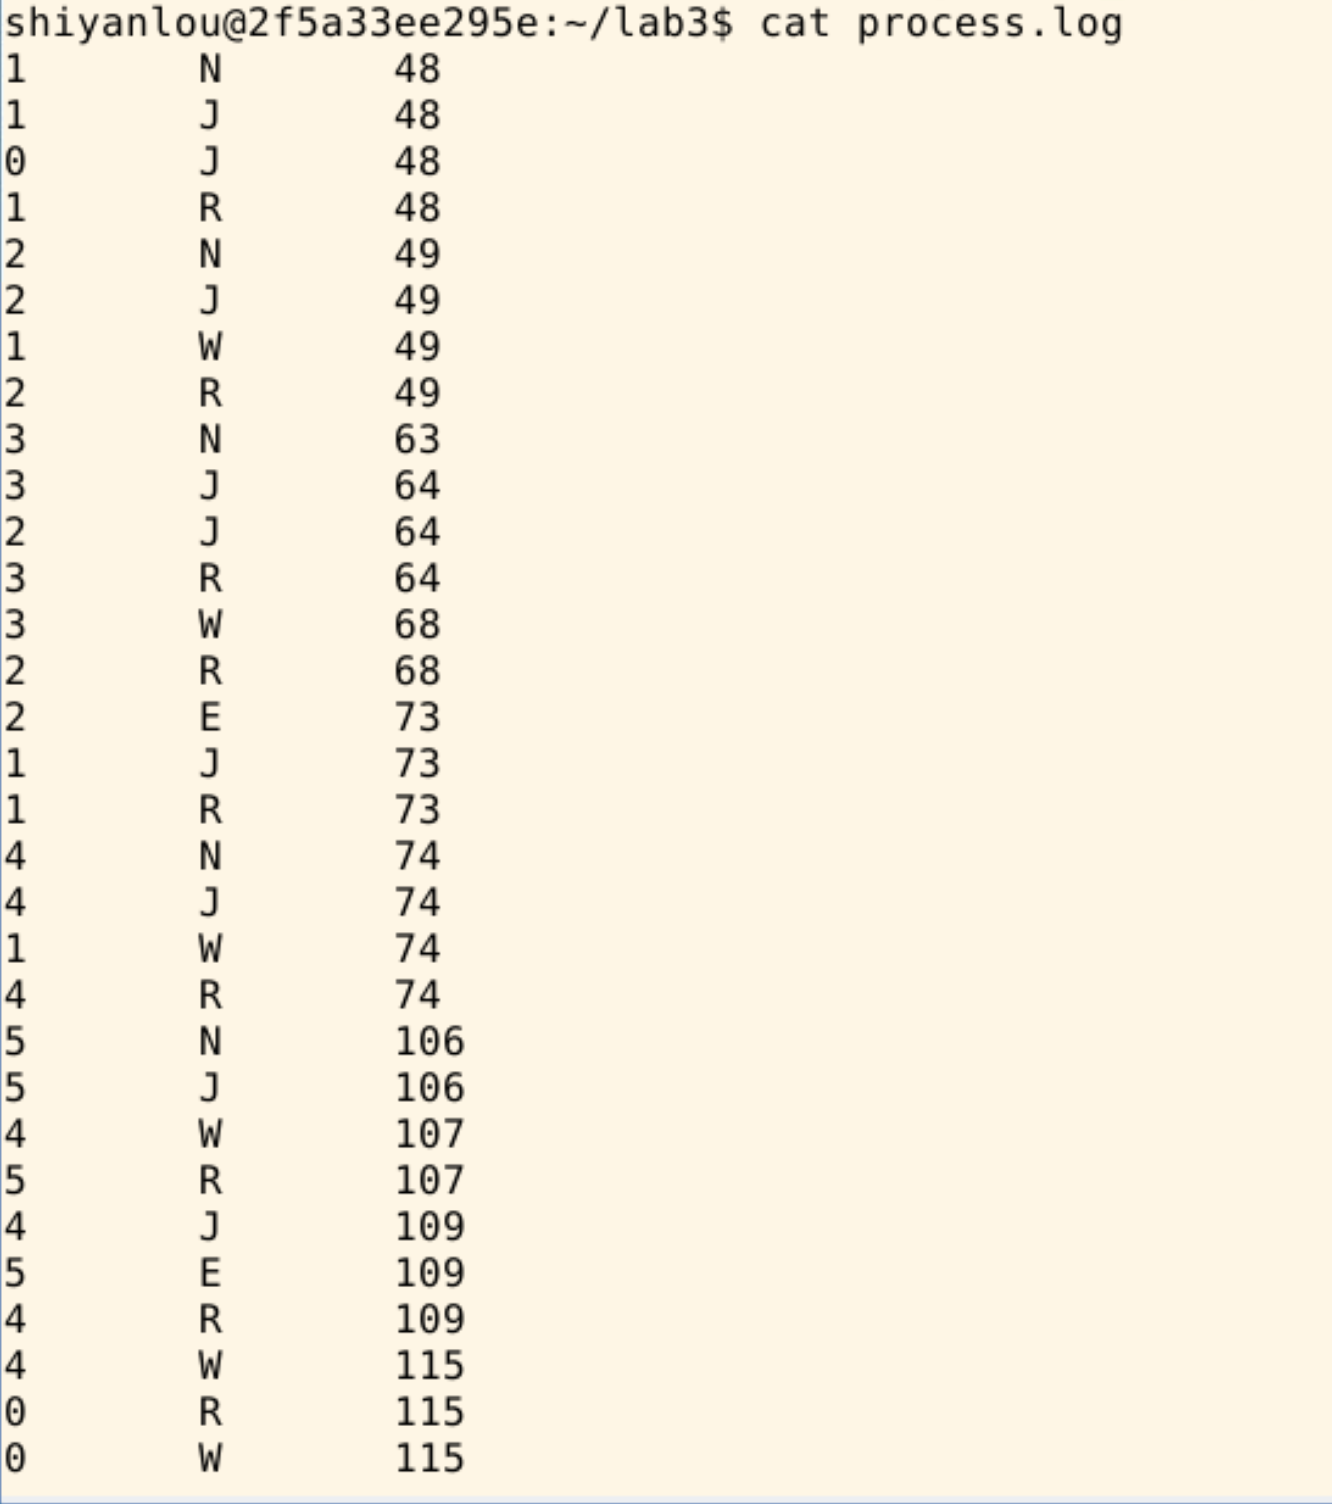 shiyanlou@2f5a33ee295e:~/lab3$ cat process.log
1 N 48
1 J 48
0 J 48
1 R 48
2 N 49
2 J 49
1 W 49
2 R 49
3 N 63
3 J 64
2 J 64
3 R 64
3 W 68
2 R 68
2 E 73
1 J 73
1 R 73
4 N 74
4 J 74
1 W 74
4 R 74
5 N 106
5 J 106
4 W 107
5 R 107
4 J 109
5 E 109
4 R 109
4 W 115
0 R 115
0 W 115